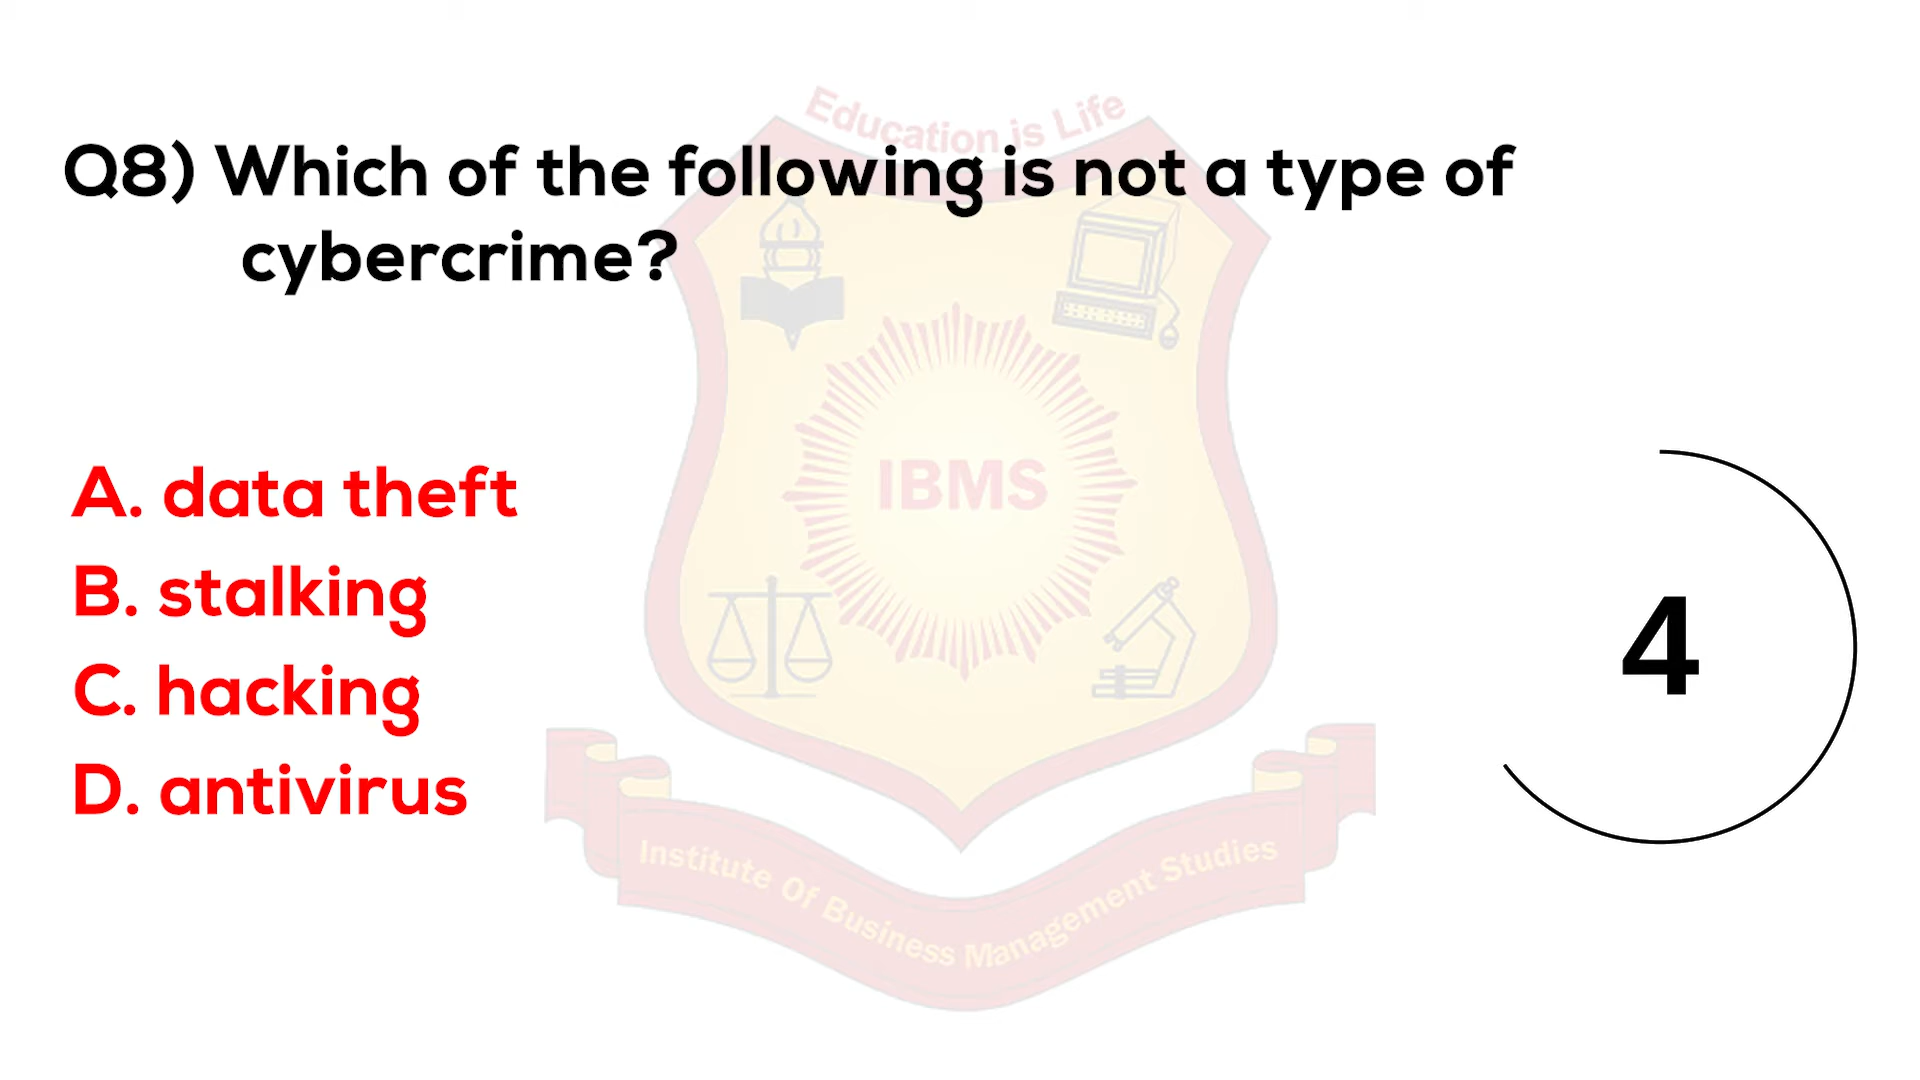 Education is Life
Q8) Which of the following is not a type of
cybercrime?
IBMS
A. data theft
B. stalking
C. hacking
D. antivirus
4
Institute Of Business Management Studies